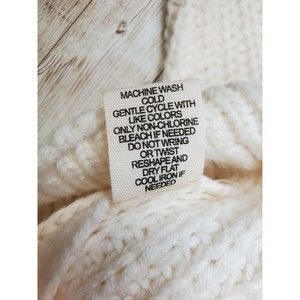 MACHINE WASH
COLD
GENTLE CYCLE WITH
LIKE COLORS
ONLY NON-CHLORINE
BLEACH IF NEEDED
DO NOT WRING
OR TWIST
RESHAPE AND
DRY FLAT
COOL IRON IF
NEEDED